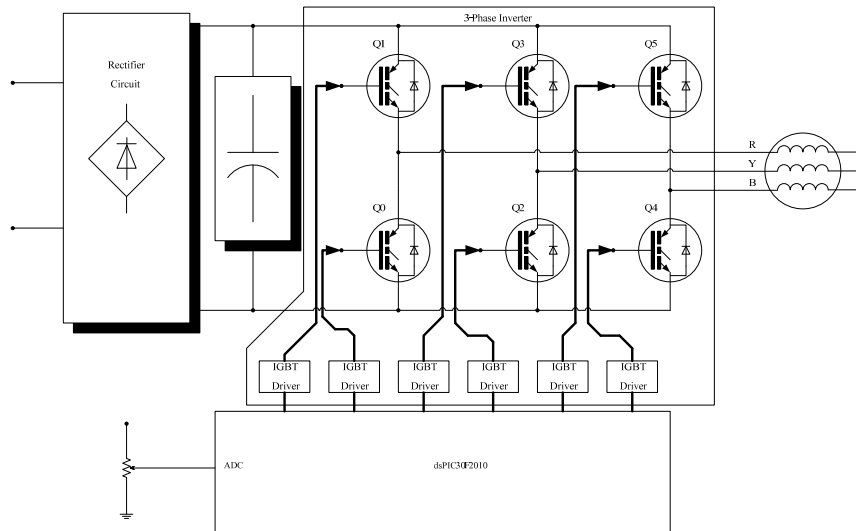 3-Phase Inverter
Rectifier
Circuit
Q1
Q3
Q5
R
Y
B
Q0
Q2
Q4
IGBT
Driver
IGBT
Driver
IGBT
Driver
IGBT
Driver
IGBT
Driver
IGBT
Driver
ADC
dsPIC30F2010